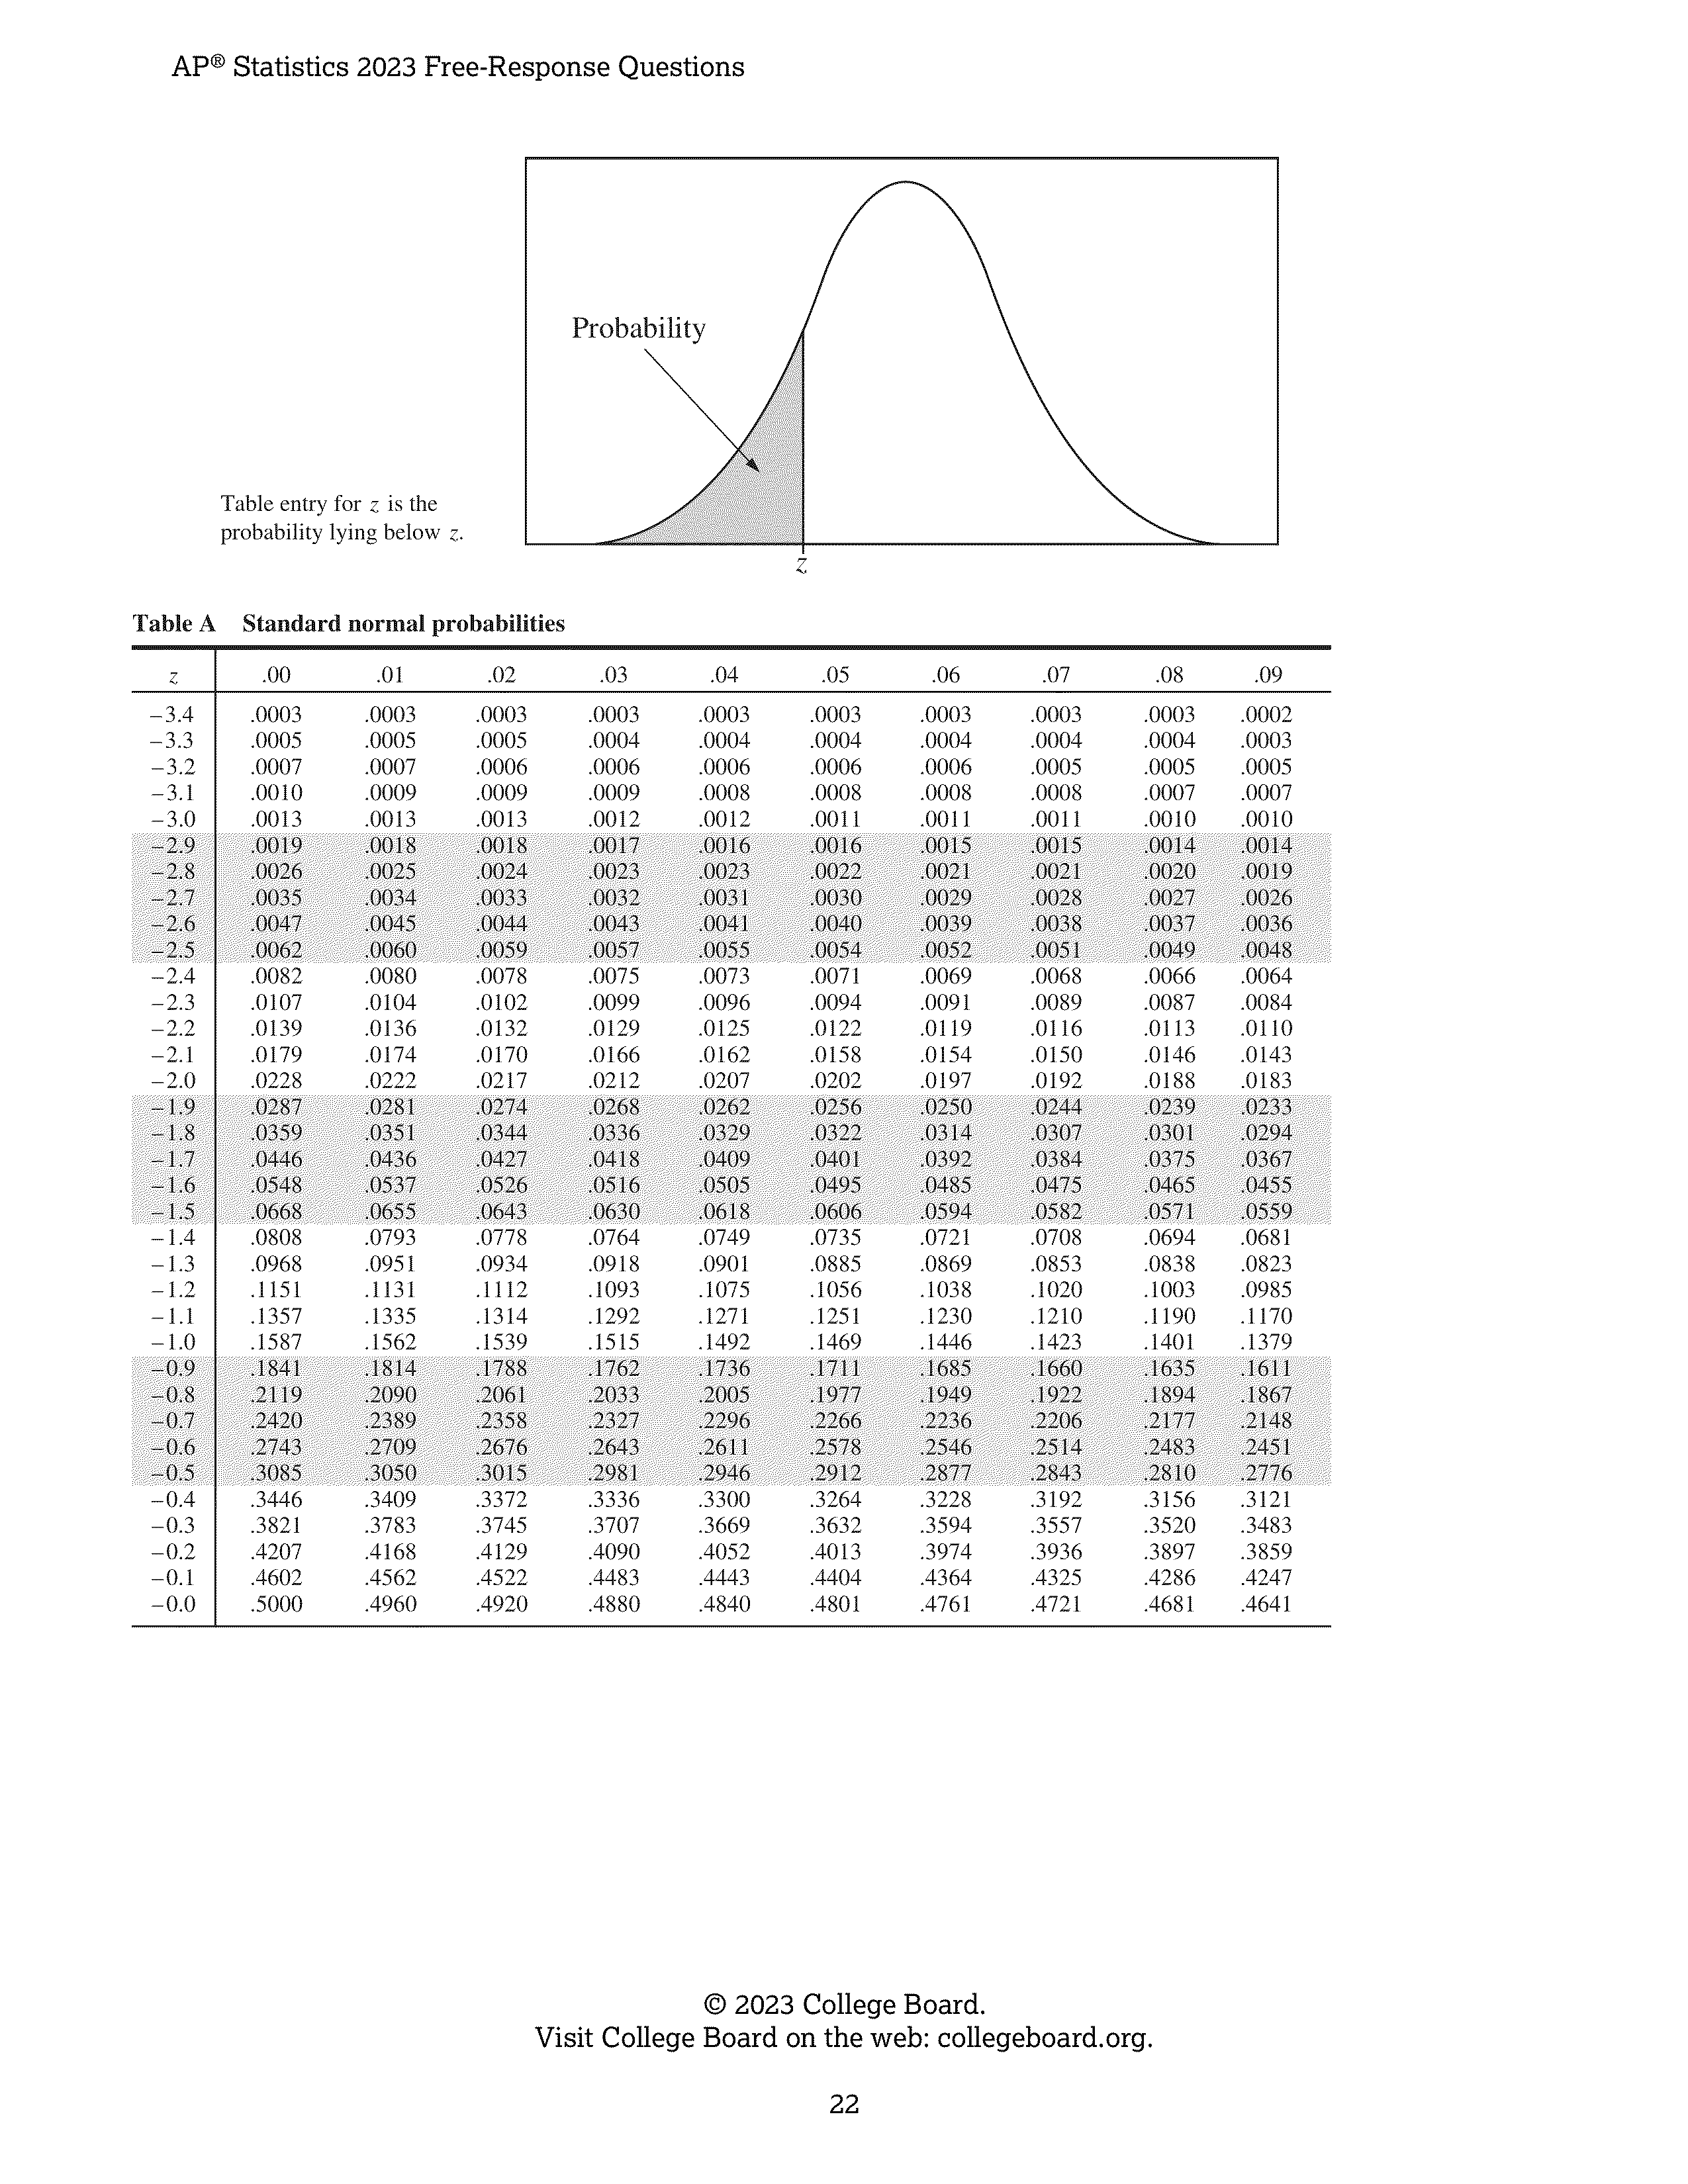 AP® Statistics 2023 Free-Response Questions
Probability
Table entry for z is the
probability lying below z.
z
Table A Standard normal probabilities
z .00 .01 .02 .03 .04 .05 .06 .07 .08 .09
–3.4 .0003 .0003 .0003 .0003 .0003 .0003 .0003 .0003 .0003 .0002
–3.3 .0005 .0005 .0005 .0004 .0004 .0004 .0004 .0004 .0004 .0003
–3.2 .0007 .0007 .0006 .0006 .0006 .0006 .0006 .0005 .0005 .0005
–3.1 .0010 .0009 .0009 .0009 .0008 .0008 .0008 .0008 .0007 .0007
–3.0 .0013 .0013 .0013 .0012 .0012 .0011 .0011 .0011 .0010 .0010
–2.9 .0019 .0018 .0018 .0017 .0016 .0016 .0015 .0015 .0014 .0014
–2.8 .0026 .0025 .0024 .0023 .0023 .0022 .0021 .0021 .0020 .0019
–2.7 .0035 .0034 .0033 .0032 .0031 .0030 .0029 .0028 .0027 .0026
–2.6 .0047 .0045 .0044 .0043 .0041 .0040 .0039 .0038 .0037 .0036
–2.5 .0062 .0060 .0059 .0057 .0055 .0054 .0052 .0051 .0049 .0048
–2.4 .0082 .0080 .0078 .0075 .0073 .0071 .0069 .0068 .0066 .0064
–2.3 .0107 .0104 .0102 .0099 .0096 .0094 .0091 .0089 .0087 .0084
–2.2 .0139 .0136 .0132 .0129 .0125 .0122 .0119 .0116 .0113 .0110
–2.1 .0179 .0174 .0170 .0166 .0162 .0158 .0154 .0150 .0146 .0143
–2.0 .0228 .0222 .0217 .0212 .0207 .0202 .0197 .0192 .0188 .0183
–1.9 .0287 .0281 .0274 .0268 .0262 .0256 .0250 .0244 .0239 .0233
–1.8 .0359 .0351 .0344 .0336 .0329 .0322 .0314 .0307 .0301 .0294
–1.7 .0446 .0436 .0427 .0418 .0409 .0401 .0392 .0384 .0375 .0367
–1.6 .0548 .0537 .0526 .0516 .0505 .0495 .0485 .0475 .0465 .0455
–1.5 .0668 .0655 .0643 .0630 .0618 .0606 .0594 .0582 .0571 .0559
–1.4 .0808 .0793 .0778 .0764 .0749 .0735 .0721 .0708 .0694 .0681
–1.3 .0968 .0951 .0934 .0918 .0901 .0885 .0869 .0853 .0838 .0823
–1.2 .1151 .1131 .1112 .1093 .1075 .1056 .1038 .1020 .1003 .0985
–1.1 .1357 .1335 .1314 .1292 .1271 .1251 .1230 .1210 .1190 .1170
–1.0 .1587 .1562 .1539 .1515 .1492 .1469 .1446 .1423 .1401 .1379
–0.9 .1841 .1814 .1788 .1762 .1736 .1711 .1685 .1660 .1635 .1611
–0.8 .2119 .2090 .2061 .2033 .2005 .1977 .1949 .1922 .1894 .1867
–0.7 .2420 .2389 .2358 .2327 .2296 .2266 .2236 .2206 .2177 .2148
–0.6 .2743 .2709 .2676 .2643 .2611 .2578 .2546 .2514 .2483 .2451
–0.5 .3085 .3050 .3015 .2981 .2946 .2912 .2877 .2843 .2810 .2776
–0.4 .3446 .3409 .3372 .3336 .3300 .3264 .3228 .3192 .3156 .3121
–0.3 .3821 .3783 .3745 .3707 .3669 .3632 .3594 .3557 .3520 .3483
–0.2 .4207 .4168 .4129 .4090 .4052 .4013 .3974 .3936 .3897 .3859
–0.1 .4602 .4562 .4522 .4483 .4443 .4404 .4364 .4325 .4286 .4247
–0.0 .5000 .4960 .4920 .4880 .4840 .4801 .4761 .4721 .4681 .4641
© 2023 College Board.
Visit College Board on the web: collegeboard.org.
22